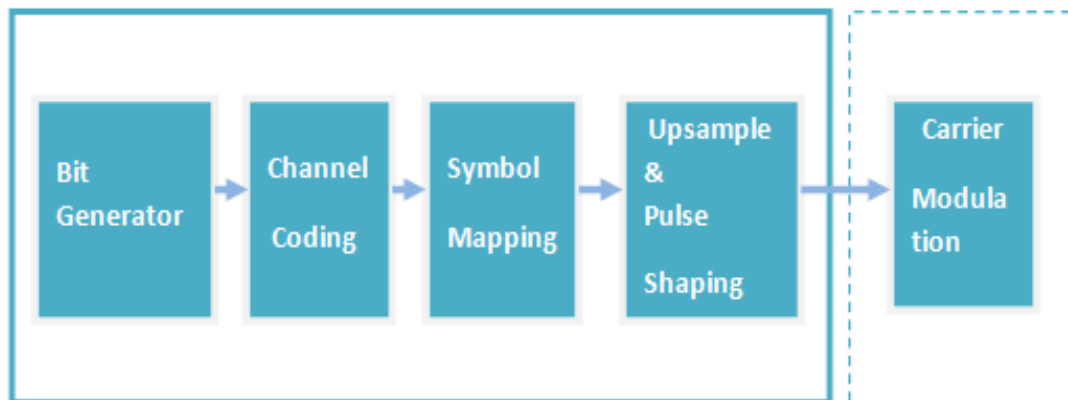 Bit
Generator
Channel
Coding
Symbol
Mapping
Upsample
&
Pulse
Shaping
Carrier
Modula
tion